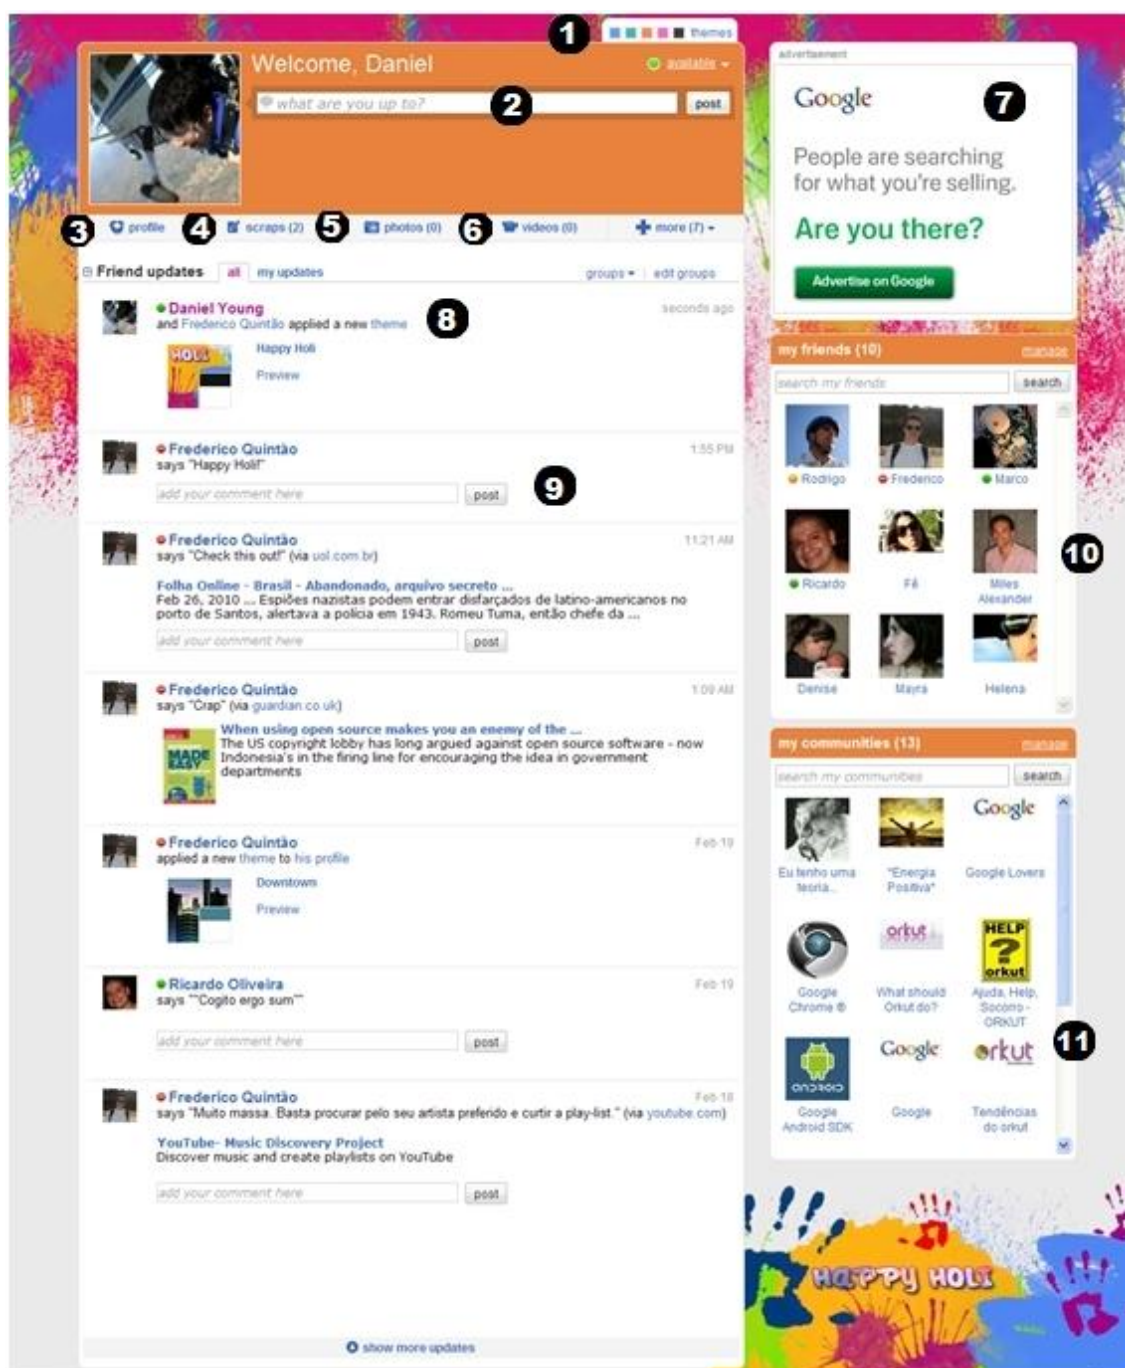 1
themes
Welcome, Daniel
available
what are you up to?
2
post
3
profile
4
scraps (2)
5
photos (0)
6
videos (0)
more (7)
Friend updates
all
my updates
groups
edit groups
Daniel Young
seconds ago
and Frederico Quintão applied a new theme
8
HOLI
Happy Holi
Preview
Frederico Quintão
1:55 PM
says "Happy Holi!"
add your comment here
post
9
Frederico Quintão
11:21 AM
says "Check this out!" (via uol.com.br)
Folha Online - Brasil - Abandonado, arquivo secreto ...
Feb 26, 2010 ... Espiões nazistas podem entrar disfarçados de latino-americanos no
porto de Santos, alertava a polícia em 1943. Romeu Tuma, então chefe da ...
add your comment here
post
Frederico Quintão
1:09 AM
says "Crap" (via guardian.co.uk)
MADE
EASY
When using open source makes you an enemy of the ...
The US copyright lobby has long argued against open source software - now
Indonesia's in the firing line for encouraging the idea in government
departments
Frederico Quintão
Feb 19
applied a new theme to his profile
Downtown
Preview
Ricardo Oliveira
Feb 19
says ""Cogito ergo sum""
add your comment here
post
Frederico Quintão
Feb 18
says "Muito massa. Basta procurar pelo seu artista preferido e curtir a play-list." (via youtube.com)
YouTube- Music Discovery Project
Discover music and create playlists on YouTube
add your comment here
post
show more updates
advertisement
Google
7
People are searching
for what you're selling.
Are you there?
Advertise on Google
my friends (10)
manage
search my friends
search
Rodrigo
Frederico
Marco
10
Ricardo
Fê
Miles
Alexander
Denise
Mayra
Helena
my communities (13)
manage
search my communities
search
Google
Eu tenho uma
teoria...
"Energia
Positiva"
Google Lovers
orkut
HELP
?
orkut
Google
Chrome ®
What should
Orkut do?
Ajuda, Help,
Socorro -
ORKUT
11
ANDROID
Google
orkut
Google
Android SDK
Google
Tendências
do orkut
HAPPY HOLI